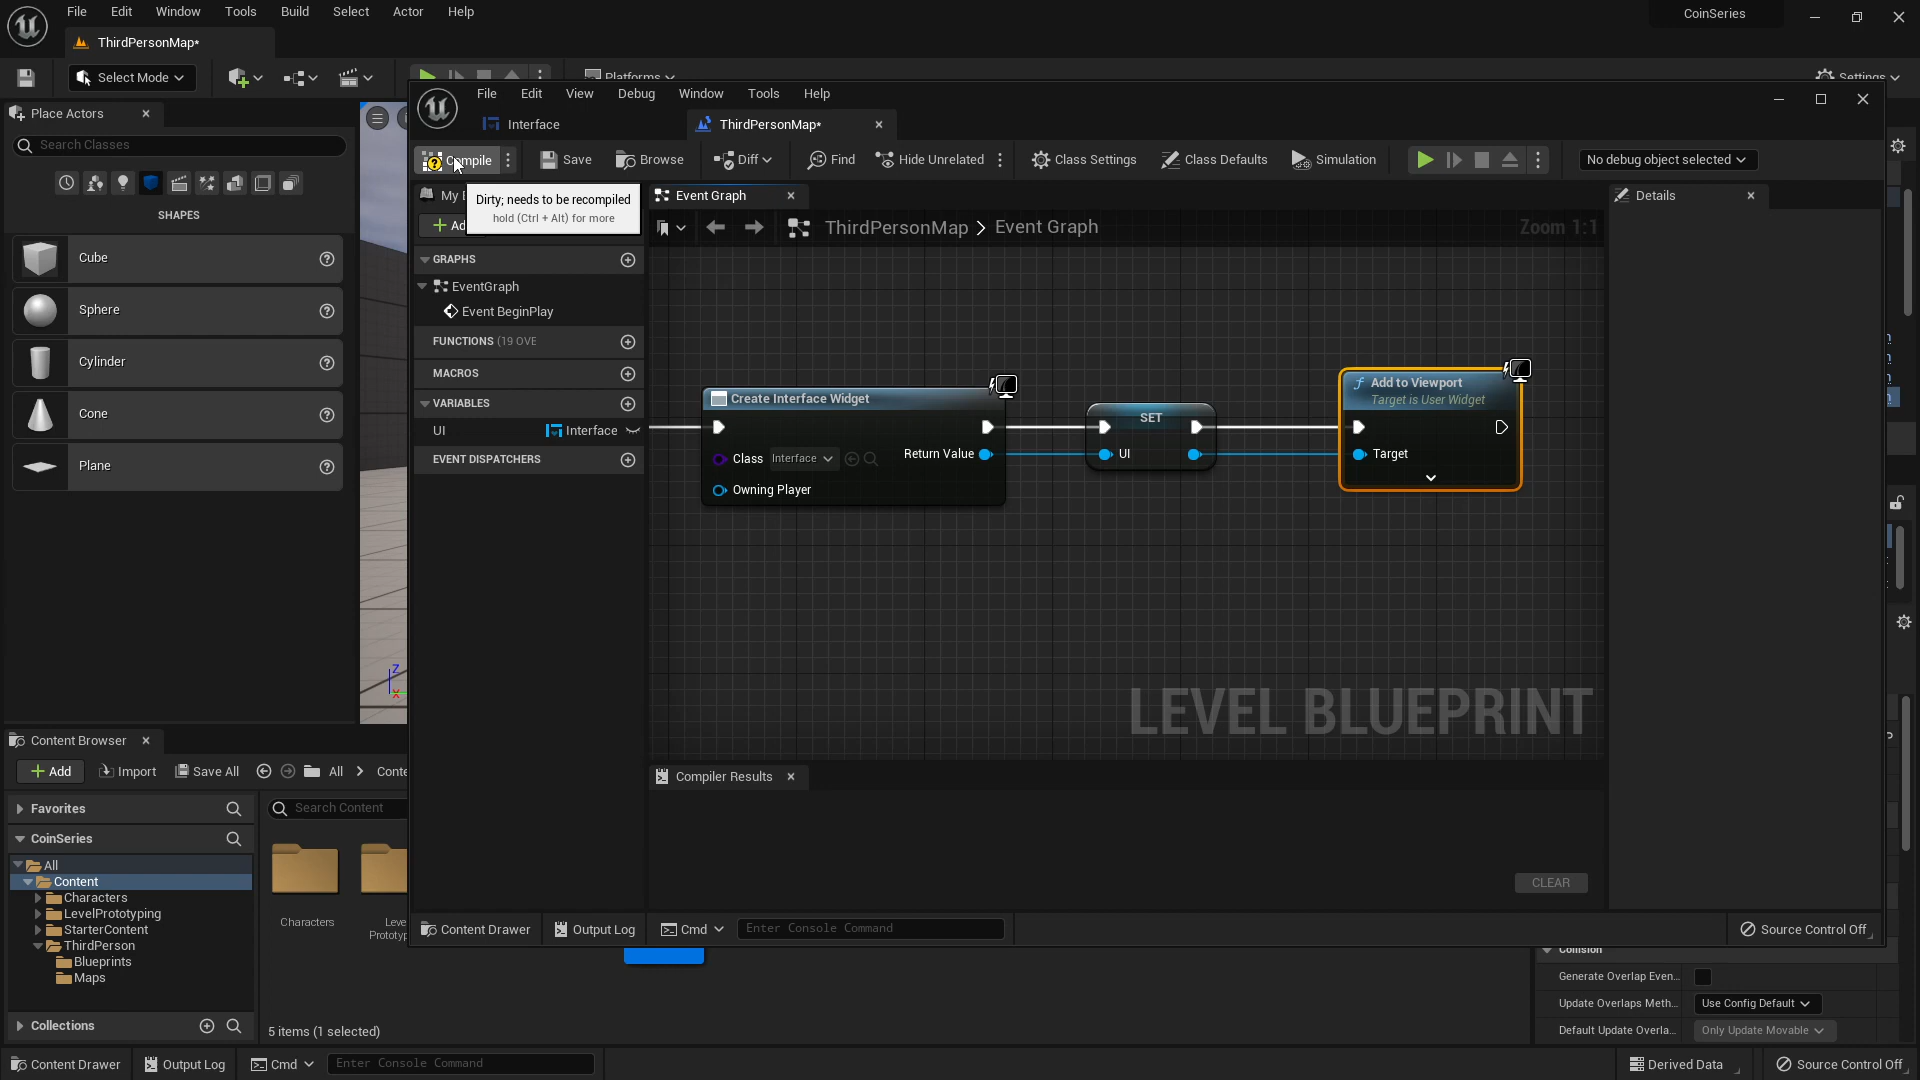 File Edit Window Tools Build Select Actor Help
CoinSeries
ThirdPersonMap*
Select Mode
Platforms
Settings
Place Actors
Search Classes
SHAPES
Cube
Sphere
Cylinder
Cone
Plane
File Edit View Debug Window Tools Help
Interface
ThirdPersonMap*
Compile
Save
Browse
Diff
Find
Hide Unrelated
Class Settings
Class Defaults
Simulation
No debug object selected
Dirty; needs to be recompiled
hold (Ctrl + Alt) for more
My
GRAPHS
EventGraph
Event BeginPlay
FUNCTIONS (19 OVE
MACROS
VARIABLES
UI Interface
EVENT DISPATCHERS
Event Graph
ThirdPersonMap > Event Graph
Zoom 1:1
Create Interface Widget
Class Interface
Return Value
Owning Player
SET
UI
Add to Viewport
Target is User Widget
Target
LEVEL BLUEPRINT
Details
Compiler Results
CLEAR
Content Drawer
Output Log
Cmd
Enter Console Command
Source Control Off
Content Browser
Add
Import
Save All
All > Conte
Favorites
Search Content
CoinSeries
All
Content
Characters
LevelPrototyping
StarterContent
ThirdPerson
Blueprints
Maps
Collections
Characters
Leve
Prototyp
5 items (1 selected)
Collision
Generate Overlap Even...
Update Overlaps Meth... Use Config Default
Default Update Overla... Only Update Movable
Content Drawer
Output Log
Cmd
Enter Console Command
Derived Data
Source Control Off